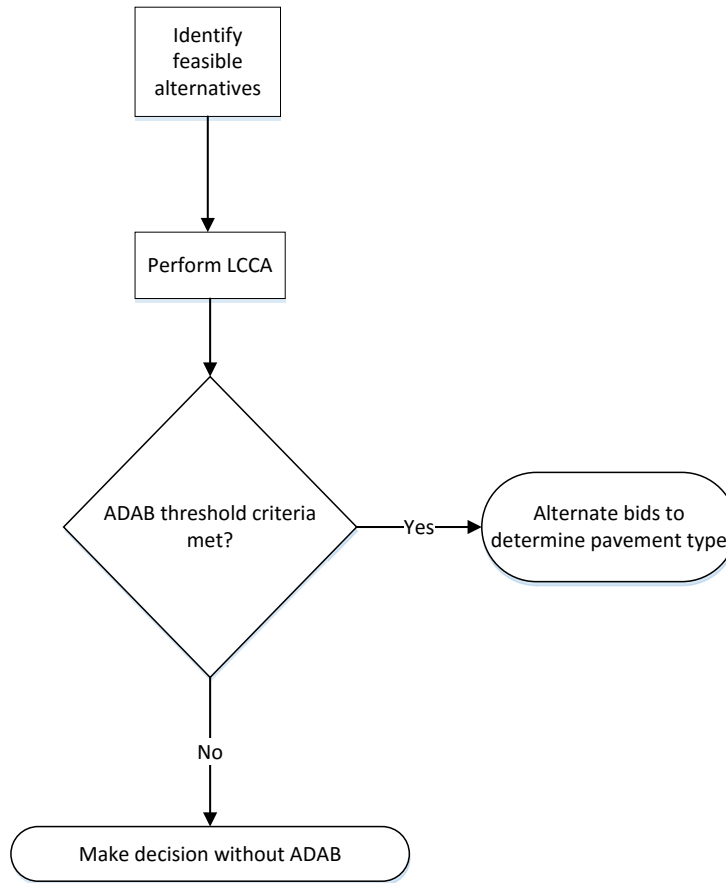 Identify
feasible
alternatives
Perform LCCA
ADAB threshold criteria
met?
Yes
Alternate bids to
determine pavement type
No
Make decision without ADAB